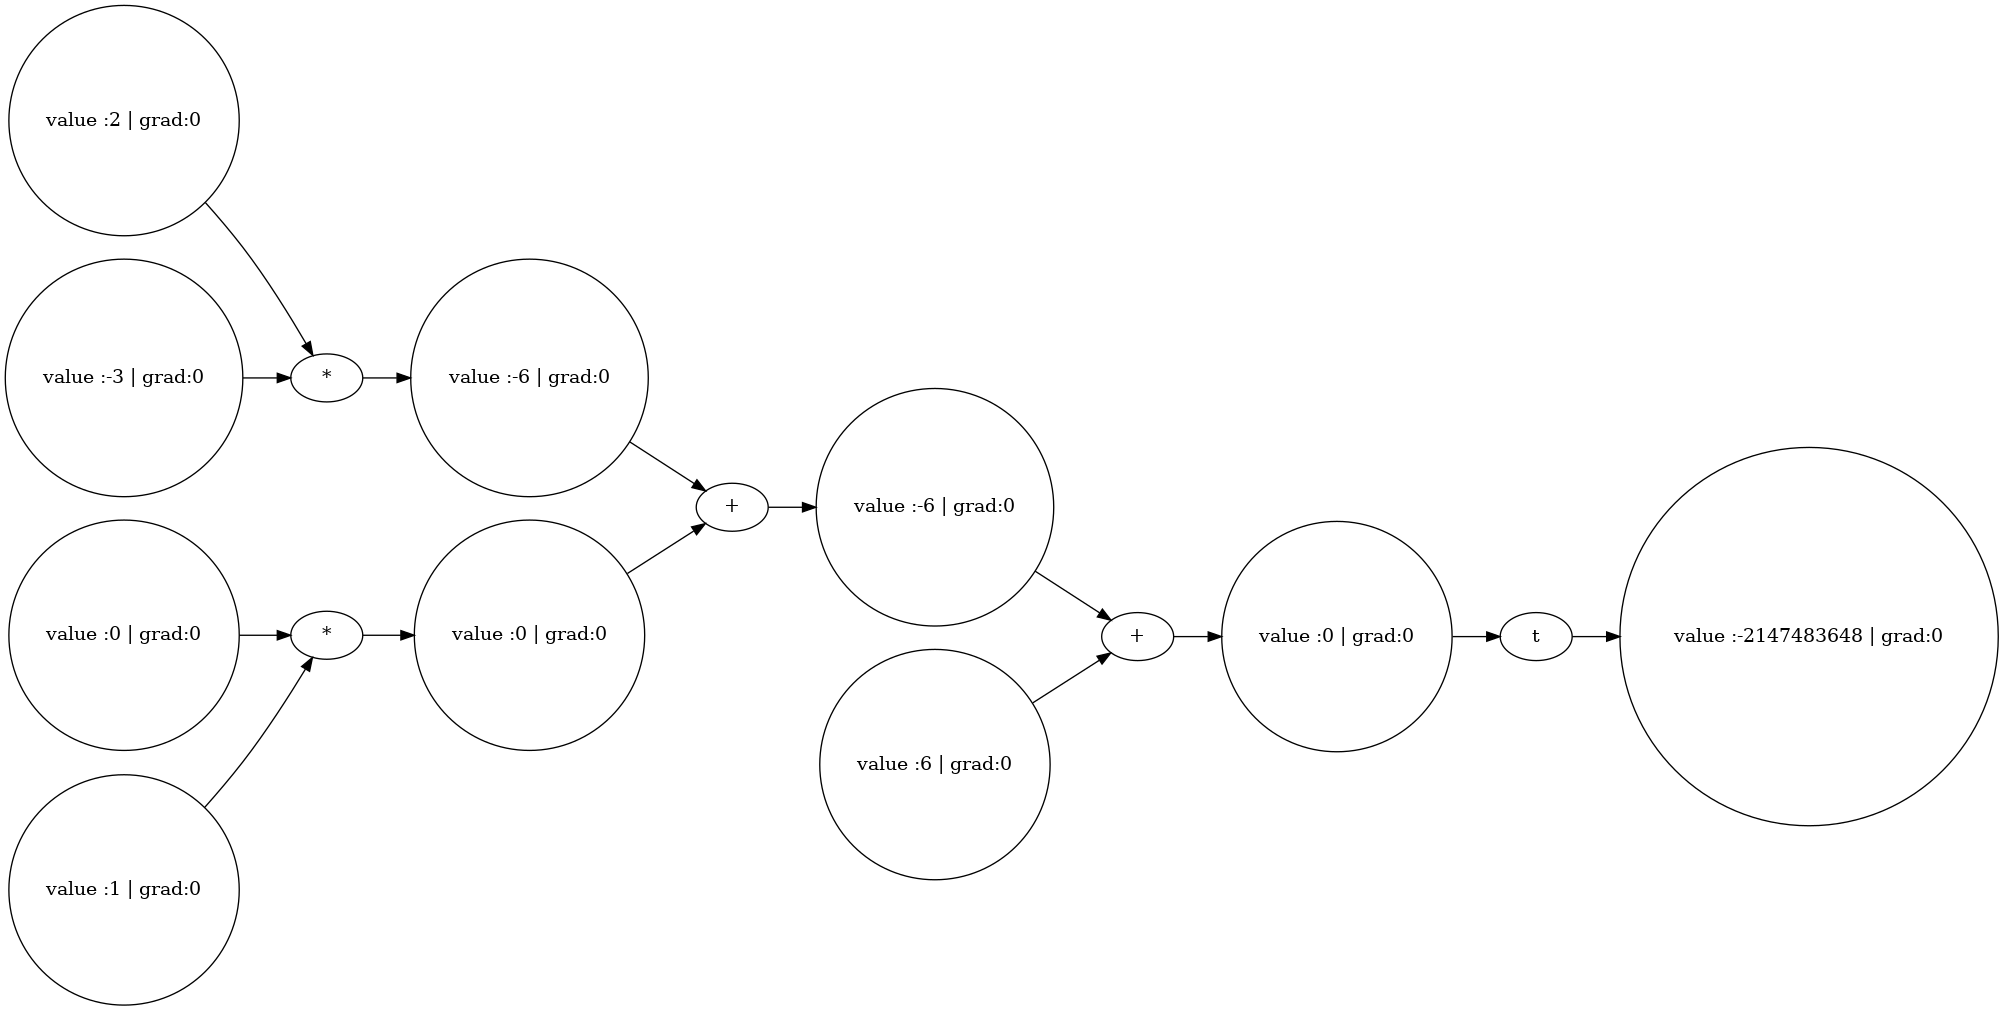 value :2 | grad:0
value :-3 | grad:0
*
value :-6 | grad:0
value :0 | grad:0
*
value :0 | grad:0
value :1 | grad:0
+
value :-6 | grad:0
value :6 | grad:0
+
value :0 | grad:0
t
value :-2147483648 | grad:0